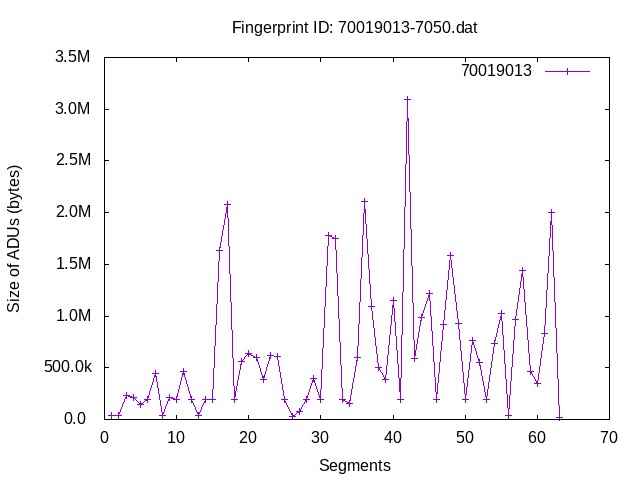 Fingerprint ID: 70019013-7050.dat
70019013
3.5M
3.0M
2.5M
2.0M
1.5M
1.0M
500.0k
0.0
Size of ADUs (bytes)
0 10 20 30 40 50 60 70
Segments